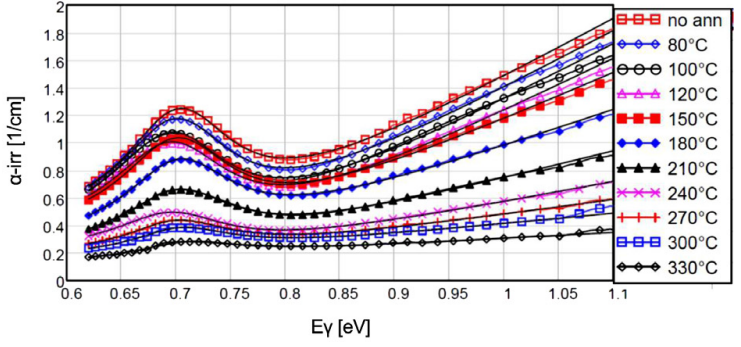 2
1.8
1.6
1.4
1.2
1
0.8
0.6
0.4
0.2
0
α-irr [1/cm]
0.6 0.65 0.7 0.75 0.8 0.85 0.9 0.95 1 1.05 1.1
Eγ [eV]
no ann
80°C
100°C
120°C
150°C
180°C
210°C
240°C
270°C
300°C
330°C